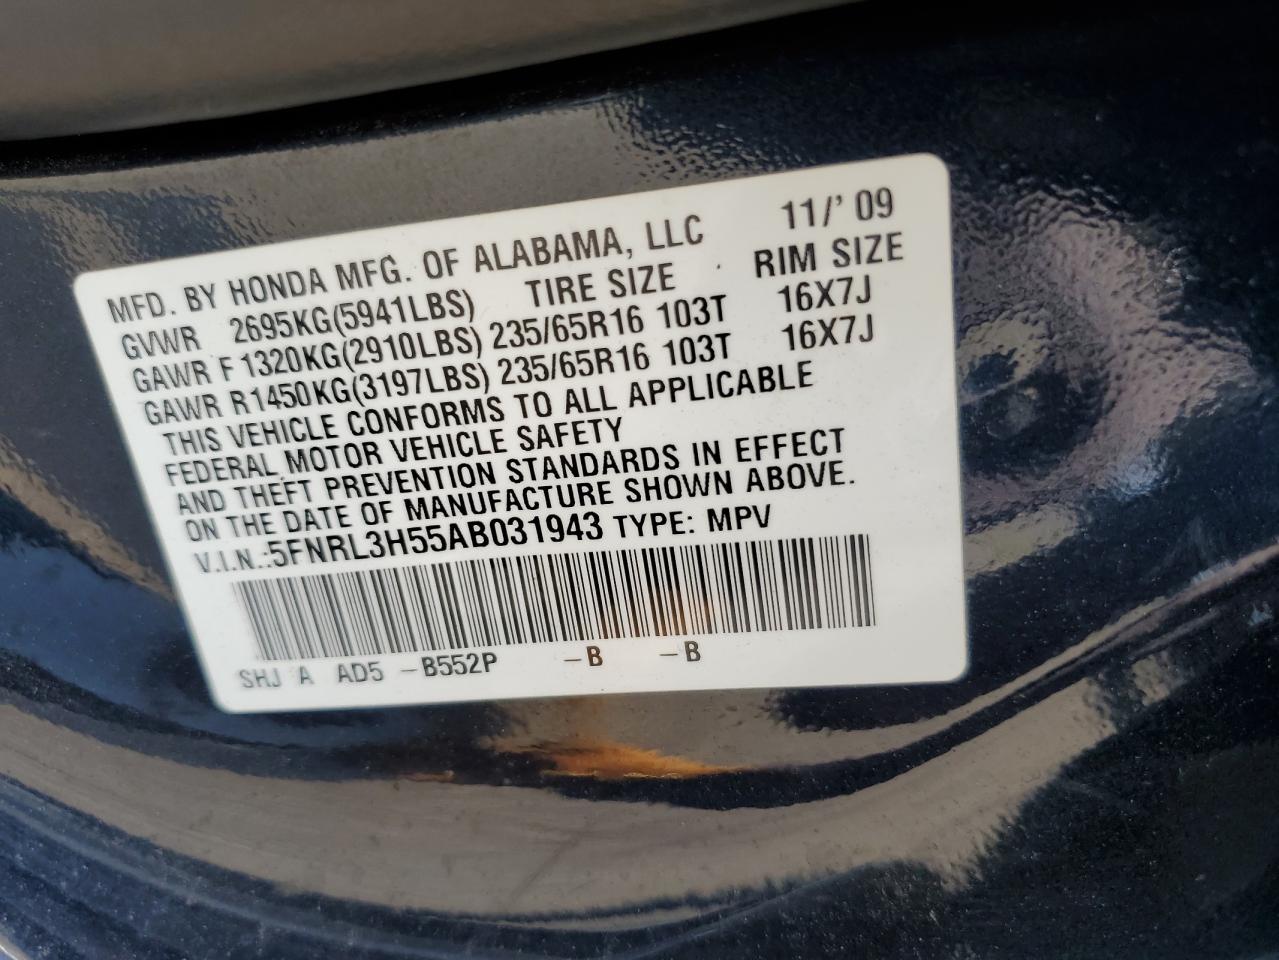 MFD. BY HONDA MFG. OF ALABAMA, LLC 11/' 09
GVWR 2695KG(5941LBS) TIRE SIZE RIM SIZE
GAWR F 1320KG(2910LBS) 235/65R16 103T 16X7J
GAWR R1450KG(3197LBS) 235/65R16 103T 16X7J
THIS VEHICLE CONFORMS TO ALL APPLICABLE
FEDERAL MOTOR VEHICLE SAFETY
AND THEFT PREVENTION STANDARDS IN EFFECT
ON THE DATE OF MANUFACTURE SHOWN ABOVE.
V.I.N.:5FNRL3H55AB031943 TYPE: MPV
SHJ A AD5 -B552P -B -B